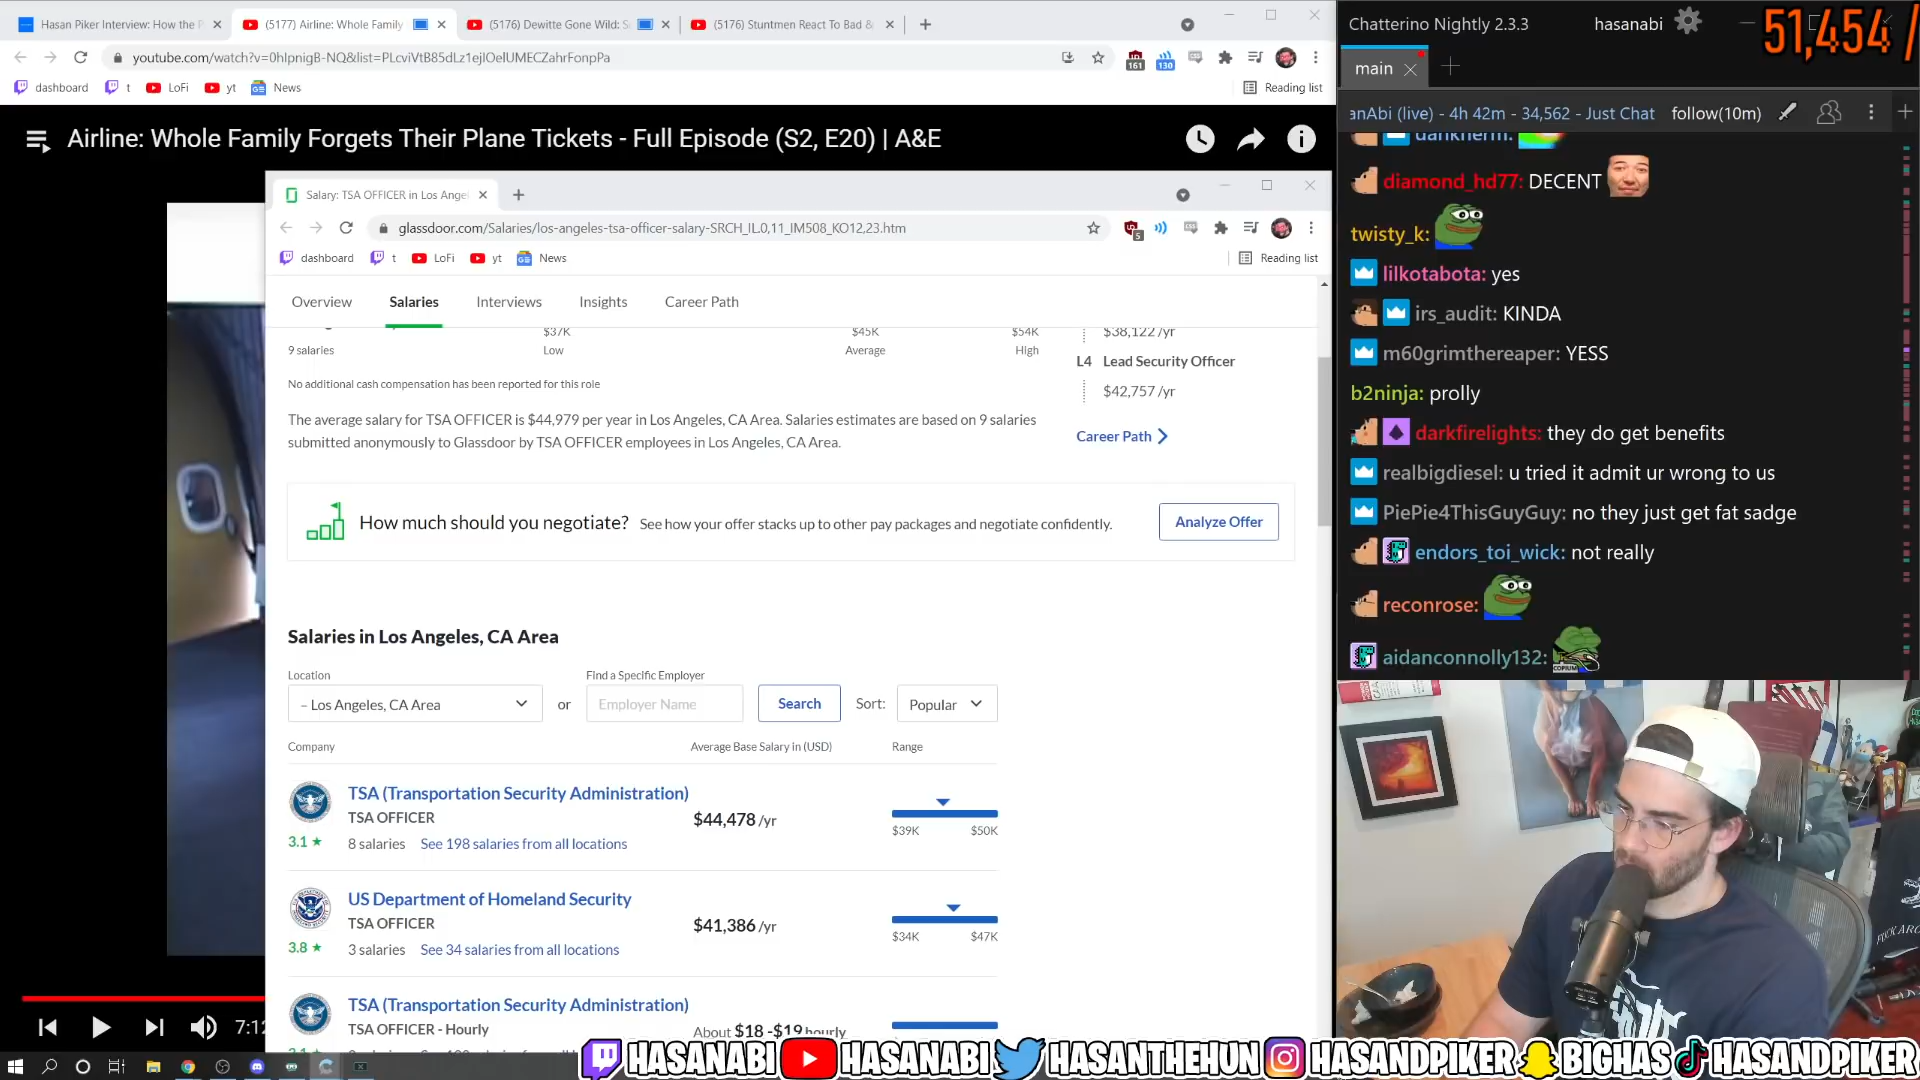 Hasan Piker Interview: How the P
(5177) Airline: Whole Family
(5176) Dewitte Gone Wild: S
(5176) Stuntmen React To Bad &
youtube.com/watch?v=0hIpnigB-NQ&list=PLcviVtB85dLz1ejIOelUMECZahrFonpPa
161
130
dashboard
t
LoFi
yt
News
Reading list
Airline: Whole Family Forgets Their Plane Tickets - Full Episode (S2, E20) | A&E
Salary: TSA OFFICER in Los Angel
glassdoor.com/Salaries/los-angeles-tsa-officer-salary-SRCH_IL.0,11_IM508_KO12,23.htm
5
dashboard
t
LoFi
yt
News
Reading list
Overview
Salaries
Interviews
Insights
Career Path
$37K
$45K
$54K
9 salaries
Low
Average
High
$38,122 /yr
L4 Lead Security Officer
$42,757 /yr
No additional cash compensation has been reported for this role
The average salary for TSA OFFICER is $44,979 per year in Los Angeles, CA Area. Salaries estimates are based on 9 salaries
submitted anonymously to Glassdoor by TSA OFFICER employees in Los Angeles, CA Area.
Career Path
How much should you negotiate?
See how your offer stacks up to other pay packages and negotiate confidently.
Analyze Offer
Salaries in Los Angeles, CA Area
Location
Find a Specific Employer
– Los Angeles, CA Area
or
Employer Name
Search
Sort:
Popular
Company
Average Base Salary in (USD)
Range
TSA (Transportation Security Administration)
TSA OFFICER
$44,478 /yr
$39K
$50K
3.1 ★
8 salaries
See 198 salaries from all locations
US Department of Homeland Security
TSA OFFICER
$41,386 /yr
$34K
$47K
3.8 ★
3 salaries
See 34 salaries from all locations
TSA (Transportation Security Administration)
TSA OFFICER - Hourly
About $18 - $19 hourly
7:12
Chatterino Nightly 2.3.3
hasanabi
51,454 /
main
anAbi (live) - 4h 42m - 34,562 - Just Chat
follow(10m)
diamond_hd77: DECENT
twisty_k:
lilkotabota: yes
irs_audit: KINDA
m60grimthereaper: YESS
b2ninja: prolly
darkfirelights: they do get benefits
realbigdiesel: u tried it admit ur wrong to us
PiePie4ThisGuyGuy: no they just get fat sadge
endors_toi_wick: not really
reconrose:
aidanconnolly132:
COPIUM
HASANABI
HASANABI
HASANTHEHUN
HASANDPIKER
BIGHAS
HASANDPIKER